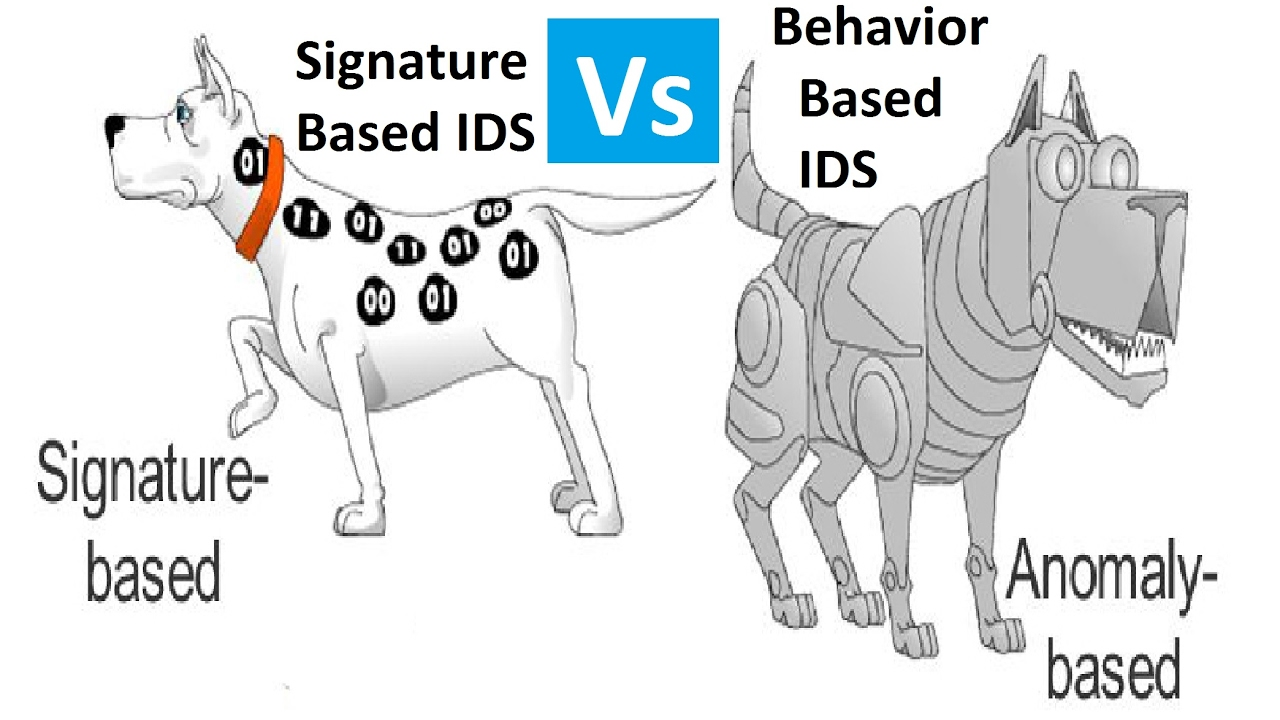 Signature
Based IDS
Vs
Behavior
Based
IDS
01
11
01
11
01
00
01
00
01
Signature-
based
Anomaly-
based